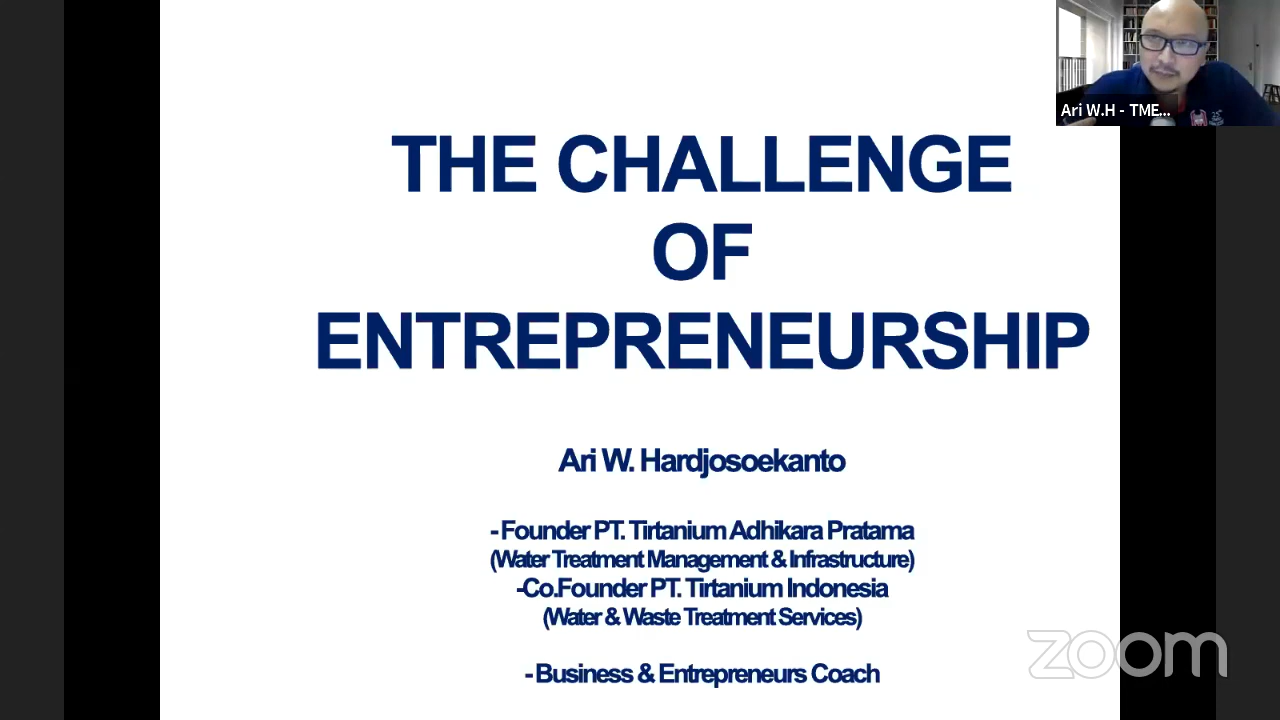 THE CHALLENGE
OF
ENTREPRENEURSHIP
Ari W. Hardjosoekanto
- Founder PT. Tirtanium Adhikara Pratama
(Water Treatment Management & Infrastructure)
-Co.Founder PT. Tirtanium Indonesia
(Water & Waste Treatment Services)
- Business & Entrepreneurs Coach
Ari W.H - TME...
zoom